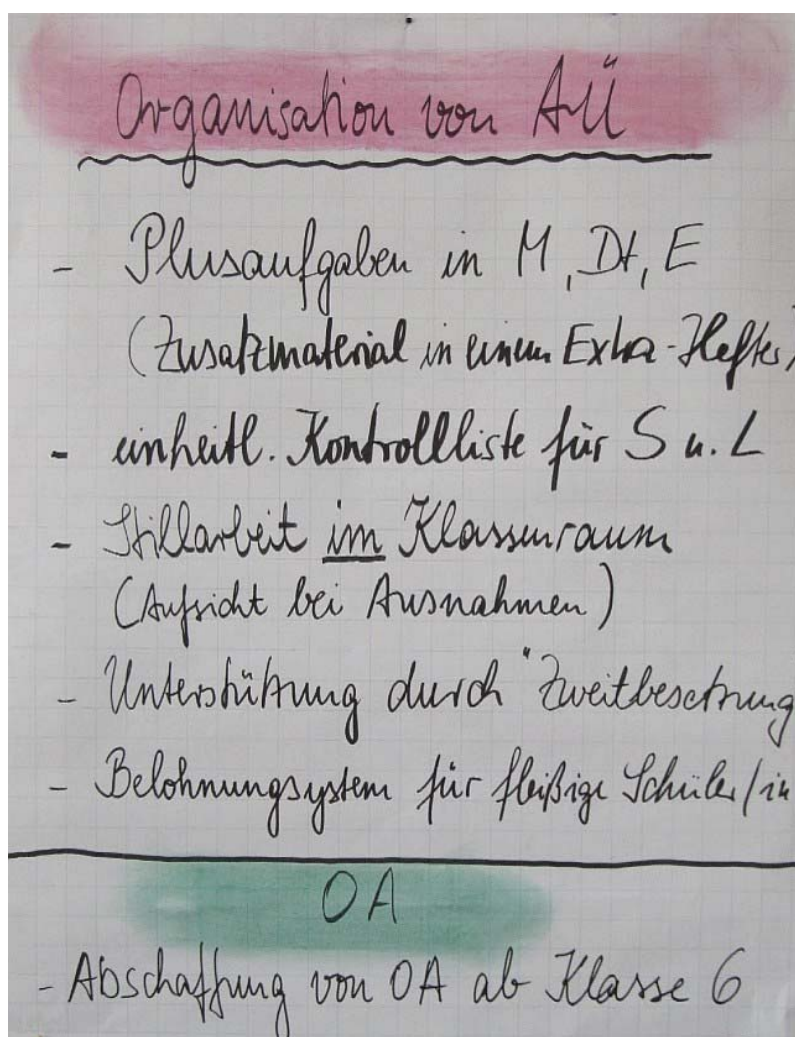 Organisation von AÜ
- Plusaufgaben in M, Dt, E
(Zusatzmaterial in einem Extra-Hefter)
- einheitl. Kontrollliste für S u. L
- Stillarbeit im Klassenraum
(Aufsicht bei Ausnahmen)
- Unterstützung durch "Zweitbesetzung
- Belohnungsystem für fleißige Schüler/in
OA
- Abschaffung von OA ab Klasse 6